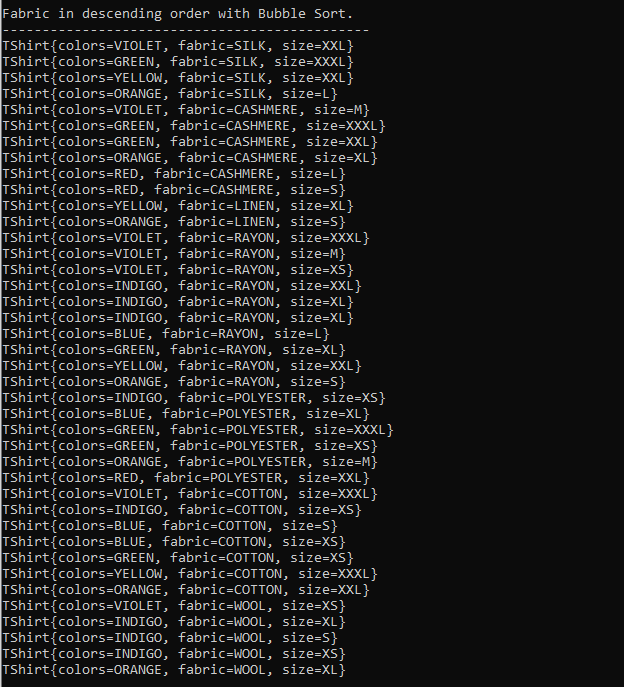 Fabric in descending order with Bubble Sort.
----------------------------------------------
TShirt{colors=VIOLET, fabric=SILK, size=XXL}
TShirt{colors=GREEN, fabric=SILK, size=XXXL}
TShirt{colors=YELLOW, fabric=SILK, size=XXL}
TShirt{colors=ORANGE, fabric=SILK, size=L}
TShirt{colors=VIOLET, fabric=CASHMERE, size=M}
TShirt{colors=GREEN, fabric=CASHMERE, size=XXXL}
TShirt{colors=GREEN, fabric=CASHMERE, size=XXL}
TShirt{colors=ORANGE, fabric=CASHMERE, size=XL}
TShirt{colors=RED, fabric=CASHMERE, size=L}
TShirt{colors=RED, fabric=CASHMERE, size=S}
TShirt{colors=YELLOW, fabric=LINEN, size=XL}
TShirt{colors=ORANGE, fabric=LINEN, size=S}
TShirt{colors=VIOLET, fabric=RAYON, size=XXXL}
TShirt{colors=VIOLET, fabric=RAYON, size=M}
TShirt{colors=VIOLET, fabric=RAYON, size=XS}
TShirt{colors=INDIGO, fabric=RAYON, size=XXL}
TShirt{colors=INDIGO, fabric=RAYON, size=XL}
TShirt{colors=INDIGO, fabric=RAYON, size=XL}
TShirt{colors=BLUE, fabric=RAYON, size=L}
TShirt{colors=GREEN, fabric=RAYON, size=XL}
TShirt{colors=YELLOW, fabric=RAYON, size=XXL}
TShirt{colors=ORANGE, fabric=RAYON, size=S}
TShirt{colors=INDIGO, fabric=POLYESTER, size=XS}
TShirt{colors=BLUE, fabric=POLYESTER, size=XL}
TShirt{colors=GREEN, fabric=POLYESTER, size=XXXL}
TShirt{colors=GREEN, fabric=POLYESTER, size=XS}
TShirt{colors=ORANGE, fabric=POLYESTER, size=M}
TShirt{colors=RED, fabric=POLYESTER, size=XXL}
TShirt{colors=VIOLET, fabric=COTTON, size=XXXL}
TShirt{colors=INDIGO, fabric=COTTON, size=XS}
TShirt{colors=BLUE, fabric=COTTON, size=S}
TShirt{colors=BLUE, fabric=COTTON, size=XS}
TShirt{colors=GREEN, fabric=COTTON, size=XS}
TShirt{colors=YELLOW, fabric=COTTON, size=XXXL}
TShirt{colors=ORANGE, fabric=COTTON, size=XXL}
TShirt{colors=VIOLET, fabric=WOOL, size=XS}
TShirt{colors=INDIGO, fabric=WOOL, size=XL}
TShirt{colors=INDIGO, fabric=WOOL, size=S}
TShirt{colors=INDIGO, fabric=WOOL, size=XS}
TShirt{colors=ORANGE, fabric=WOOL, size=XL}